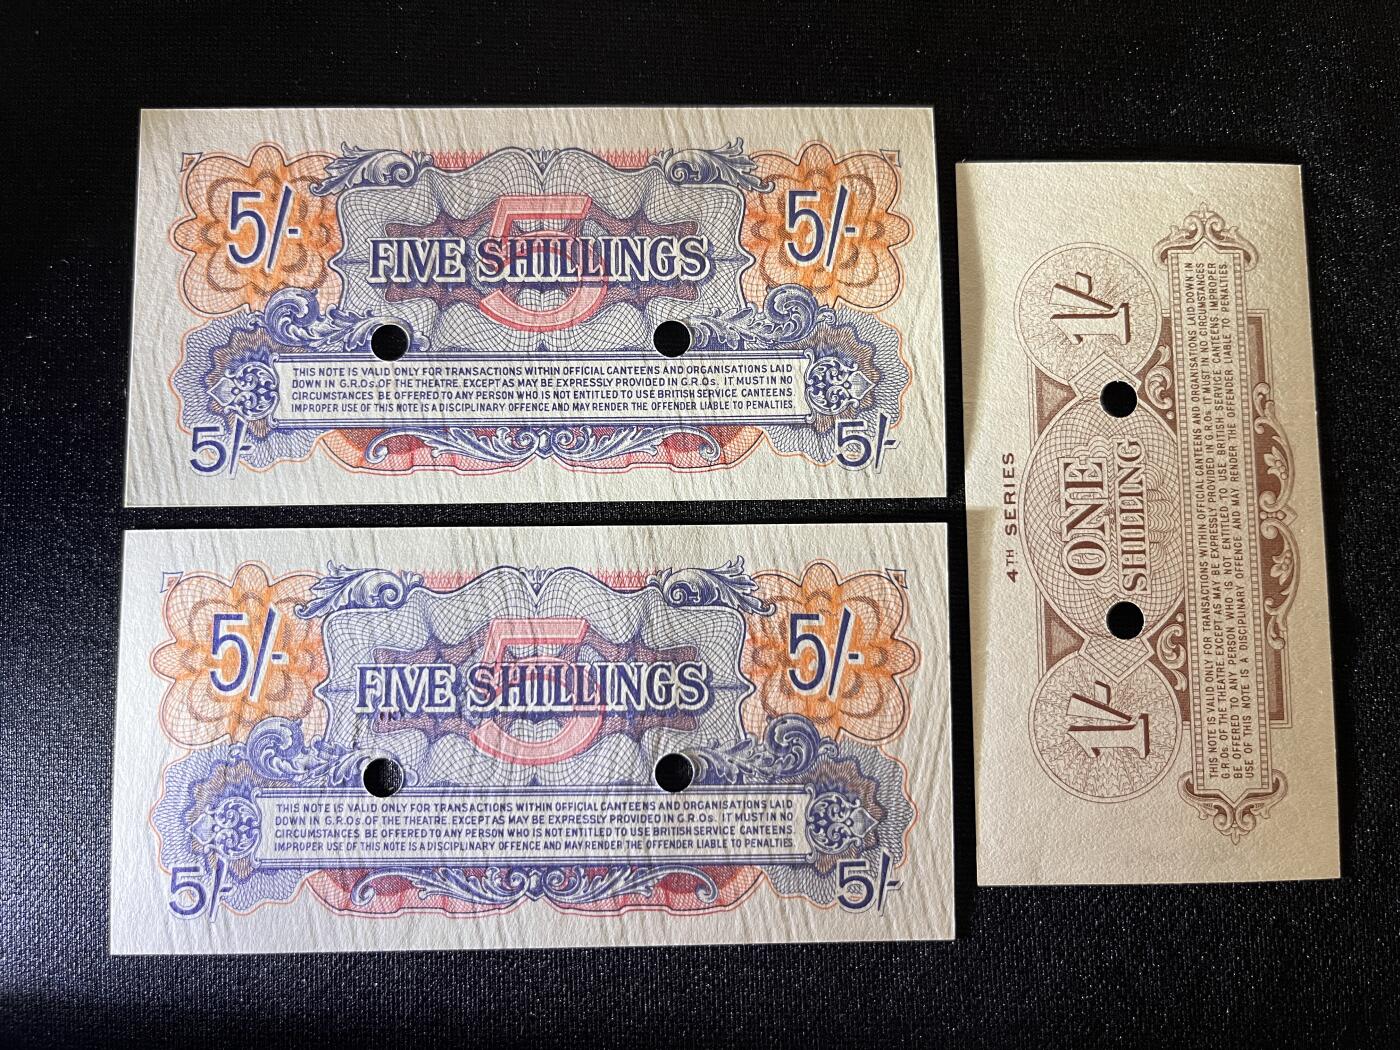 5/-
5/-
5
FIVE SHILLINGS
THIS NOTE IS VALID ONLY FOR TRANSACTIONS WITHIN OFFICIAL CANTEENS AND ORGANISATIONS LAID
DOWN IN G.R.Os. OF THE THEATRE. EXCEPT AS MAY BE EXPRESSLY PROVIDED IN G.R.Os. IT MUST IN NO
CIRCUMSTANCES BE OFFERED TO ANY PERSON WHO IS NOT ENTITLED TO USE BRITISH SERVICE CANTEENS.
IMPROPER USE OF THIS NOTE IS A DISCIPLINARY OFFENCE AND MAY RENDER THE OFFENDER LIABLE TO PENALTIES.
5/-
5/-
5/-
5/-
5
FIVE SHILLINGS
THIS NOTE IS VALID ONLY FOR TRANSACTIONS WITHIN OFFICIAL CANTEENS AND ORGANISATIONS LAID
DOWN IN G.R.Os. OF THE THEATRE. EXCEPT AS MAY BE EXPRESSLY PROVIDED IN G.R.Os. IT MUST IN NO
CIRCUMSTANCES BE OFFERED TO ANY PERSON WHO IS NOT ENTITLED TO USE BRITISH SERVICE CANTEENS.
IMPROPER USE OF THIS NOTE IS A DISCIPLINARY OFFENCE AND MAY RENDER THE OFFENDER LIABLE TO PENALTIES.
5/-
5/-
4TH SERIES
1/-
1/-
ONE
SHILLING
THIS NOTE IS VALID ONLY FOR TRANSACTIONS WITHIN OFFICIAL CANTEENS AND ORGANISATIONS LAID DOWN IN
G.R.Os. OF THE THEATRE. EXCEPT AS MAY BE EXPRESSLY PROVIDED IN G.R.Os. IT MUST IN NO CIRCUMSTANCES
BE OFFERED TO ANY PERSON WHO IS NOT ENTITLED TO USE BRITISH SERVICE CANTEENS. IMPROPER
USE OF THIS NOTE IS A DISCIPLINARY OFFENCE AND MAY RENDER THE OFFENDER LIABLE TO PENALTIES